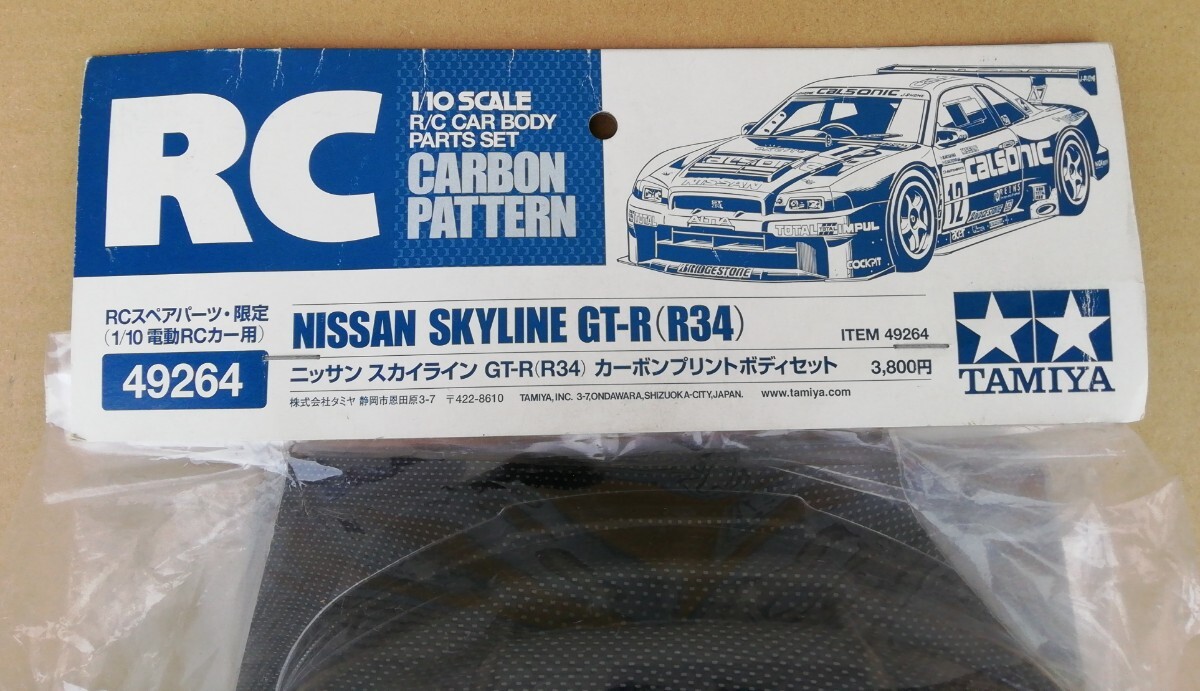 RC
1/10 SCALE
R/C CAR BODY
PARTS SET
CARBON
PATTERN
calsonic
calsonic
NISSAN
calsonic
12
TOTAL
TOTAL
IMPUL
BRIDGESTONE
COCKPIT
RCスペアパーツ・限定
(1/10 電動RCカー用)
49264
NISSAN SKYLINE GT-R(R34)
ITEM 49264
ニッサン スカイライン GT-R(R34) カーボンプリントボディセット 3,800円
株式会社タミヤ 静岡市恩田原3-7 〒422-8610 TAMIYA, INC. 3-7,ONDAWARA,SHIZUOKA-CITY,JAPAN. www.tamiya.com
TAMIYA